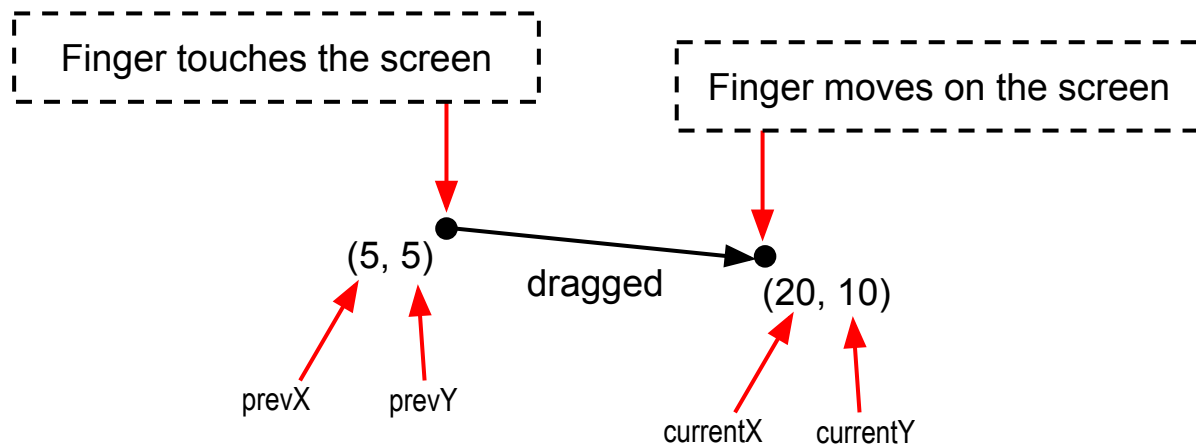 Finger touches the screen
Finger moves on the screen
(5, 5)
dragged
(20, 10)
prevX
prevY
currentX
currentY